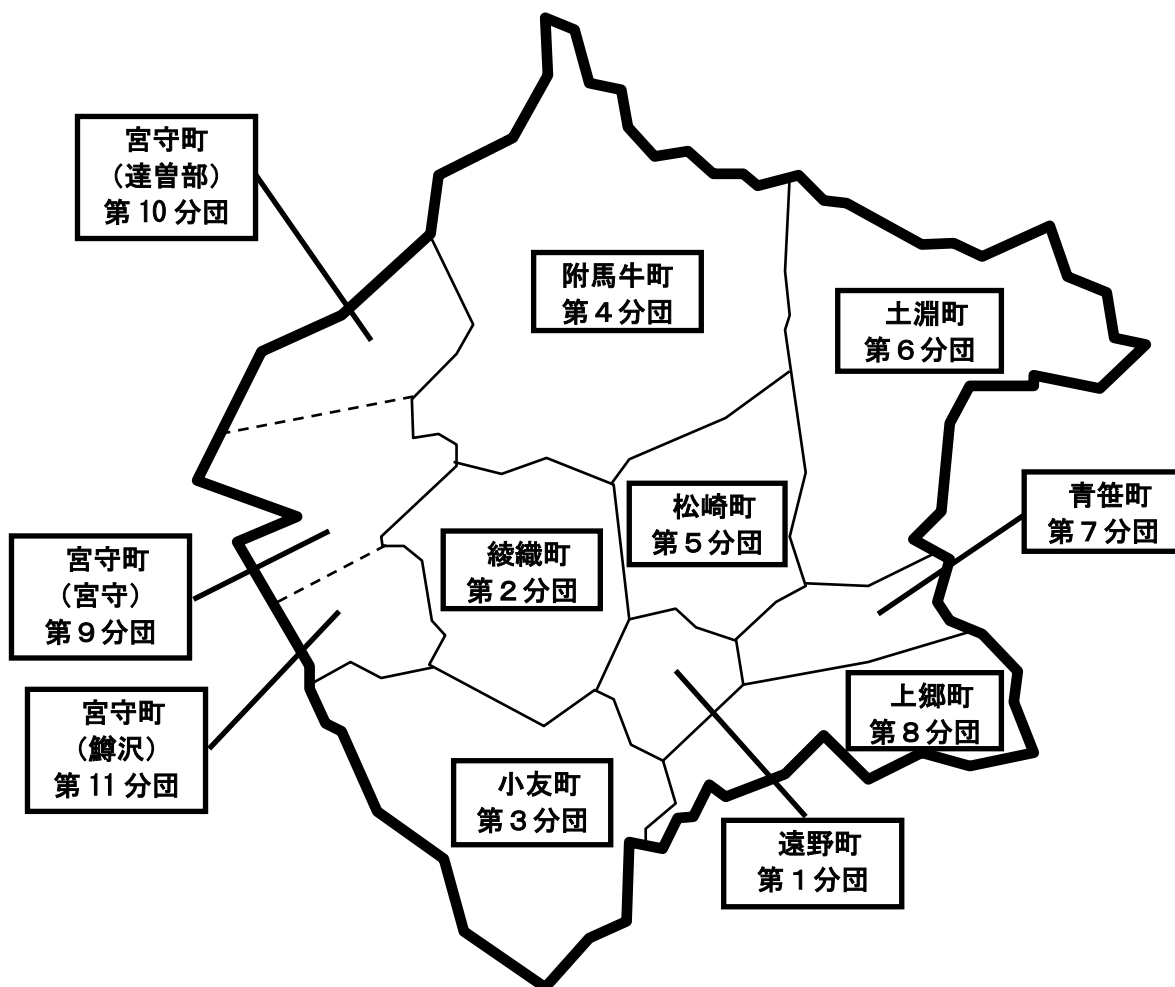 宮守町
（達曽部）
第10分団
附馬牛町
第４分団
土淵町
第６分団
青笹町
第７分団
松崎町
第５分団
綾織町
第２分団
宮守町
（宮守）
第９分団
宮守町
（鱒沢）
第11分団
上郷町
第８分団
小友町
第３分団
遠野町
第１分団